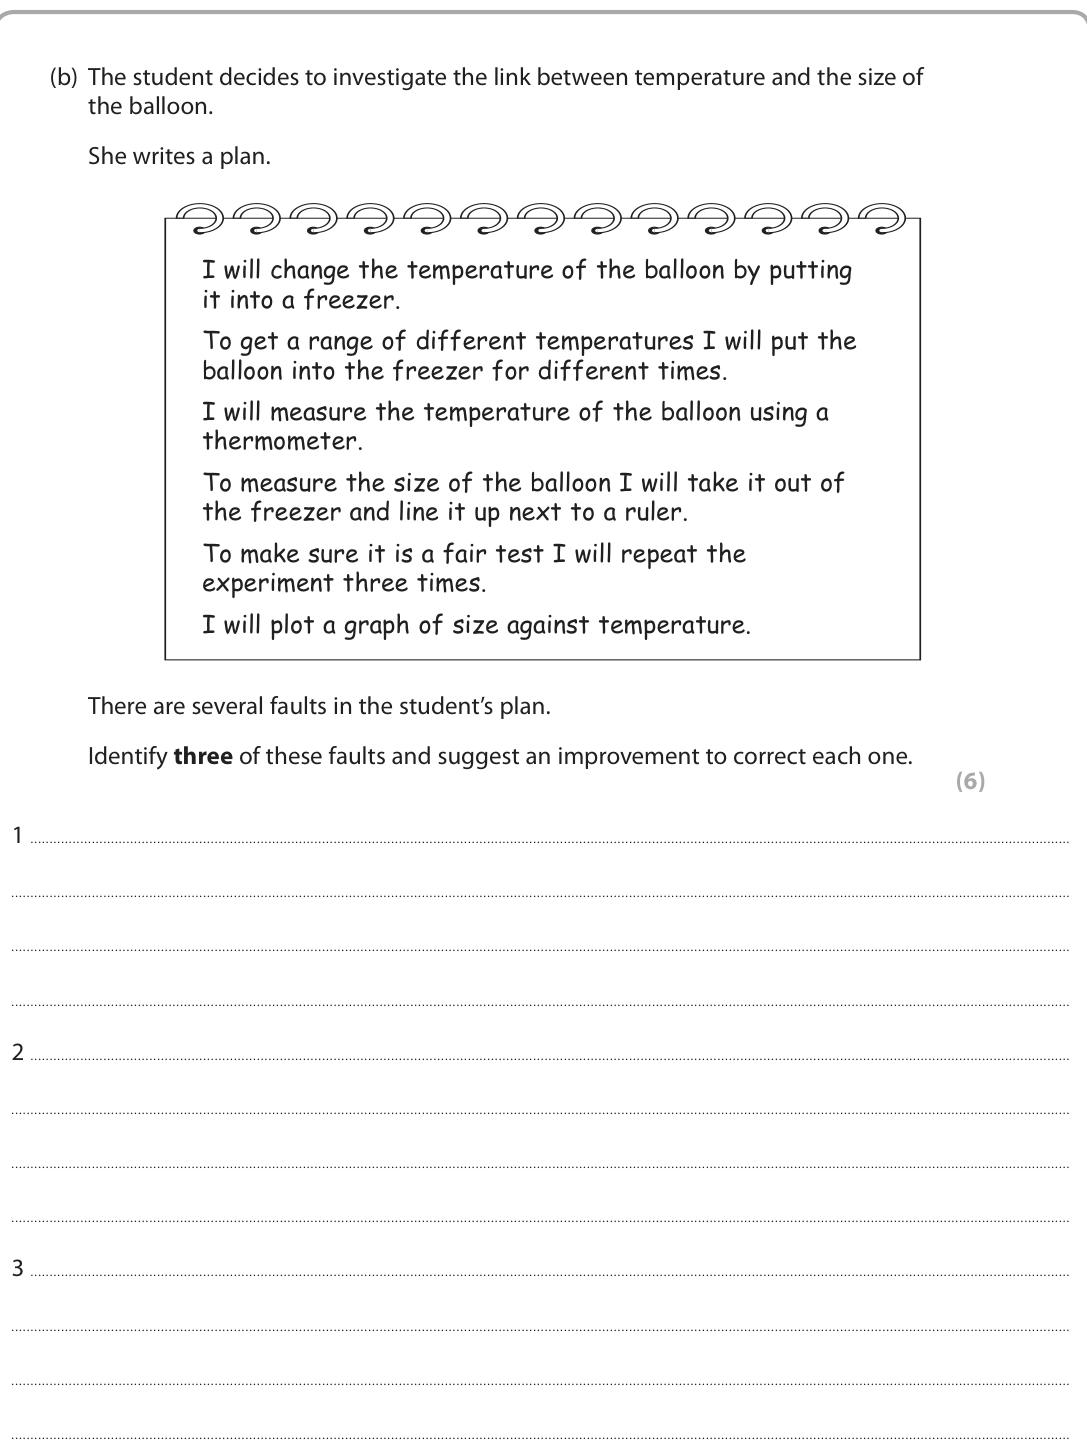 (b) The student decides to investigate the link between temperature and the size of
the balloon.
She writes a plan.
I will change the temperature of the balloon by putting
it into a freezer.
To get a range of different temperatures I will put the
balloon into the freezer for different times.
I will measure the temperature of the balloon using a
thermometer.
To measure the size of the balloon I will take it out of
the freezer and line it up next to a ruler.
To make sure it is a fair test I will repeat the
experiment three times.
I will plot a graph of size against temperature.
There are several faults in the student’s plan.
Identify three of these faults and suggest an improvement to correct each one.
(6)
1
2
3